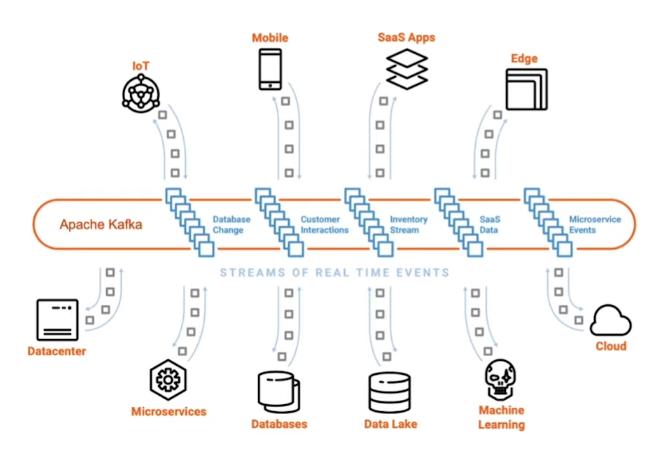 Mobile
SaaS Apps
IoT
Edge
Apache Kafka
Database
Change
Customer
Interactions
Inventory
Stream
SaaS
Data
Microservice
Events
STREAMS OF REAL TIME EVENTS
Datacenter
Cloud
Microservices
Databases
Data Lake
Machine
Learning